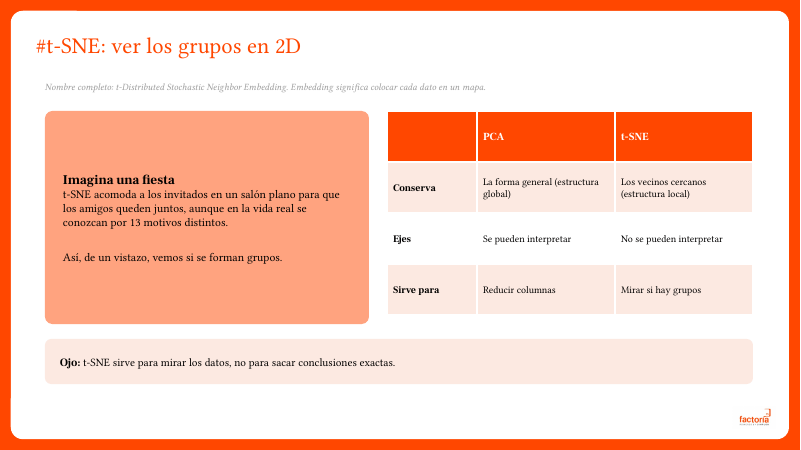 #t-SNE: ver los grupos en 2D
Nombre completo: t-Distributed Stochastic Neighbor Embedding. Embedding significa colocar cada dato en un mapa.
Imagina una fiesta
t-SNE acomoda a los invitados en un salón plano para que
los amigos queden juntos, aunque en la vida real se
conozcan por 13 motivos distintos.
Así, de un vistazo, vemos si se forman grupos.
PCA
t-SNE
Conserva
La forma general (estructura
global)
Los vecinos cercanos
(estructura local)
Ejes
Se pueden interpretar
No se pueden interpretar
Sirve para
Reducir columnas
Mirar si hay grupos
Ojo: t-SNE sirve para mirar los datos, no para sacar conclusiones exactas.
factoría